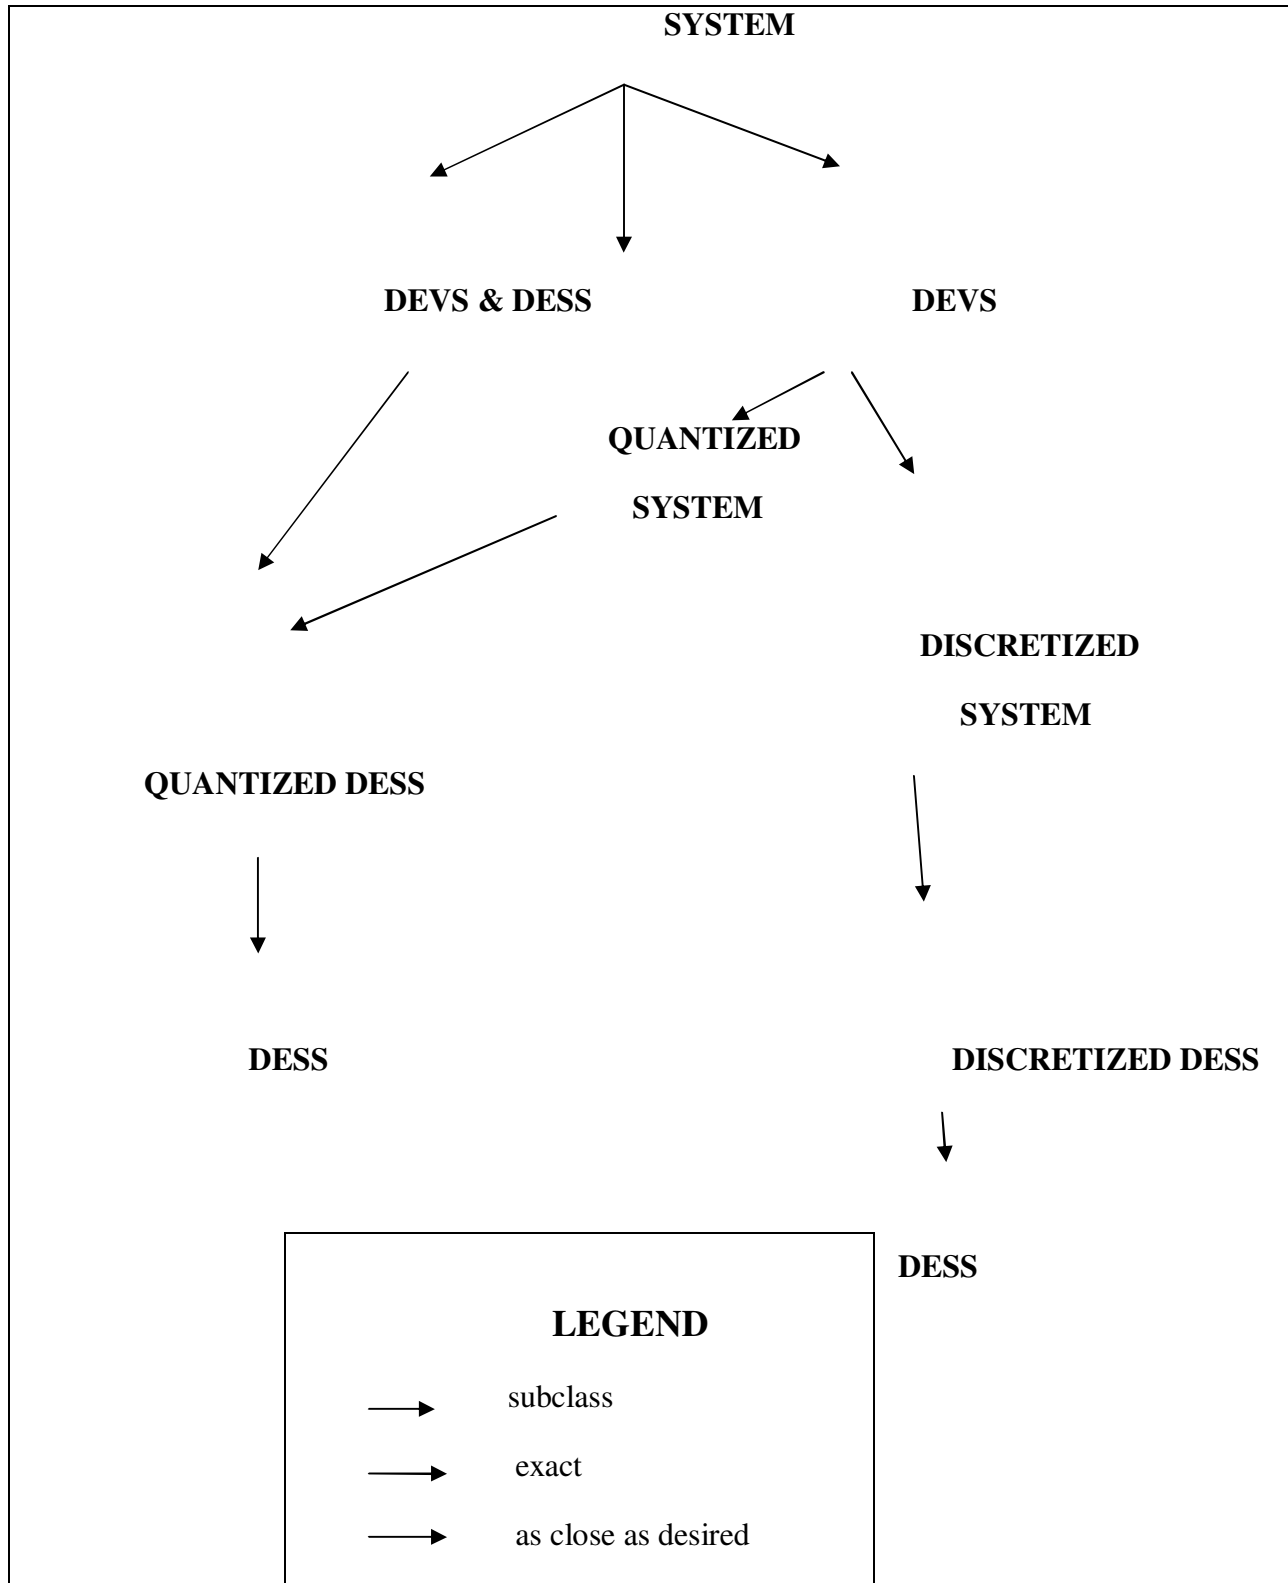 SYSTEM
DEVS & DESS DEVS
QUANTIZED
SYSTEM
DISCRETIZED
SYSTEM
QUANTIZED DESS
DESS DISCRETIZED DESS
DESS
LEGEND
subclass
exact
as close as desired